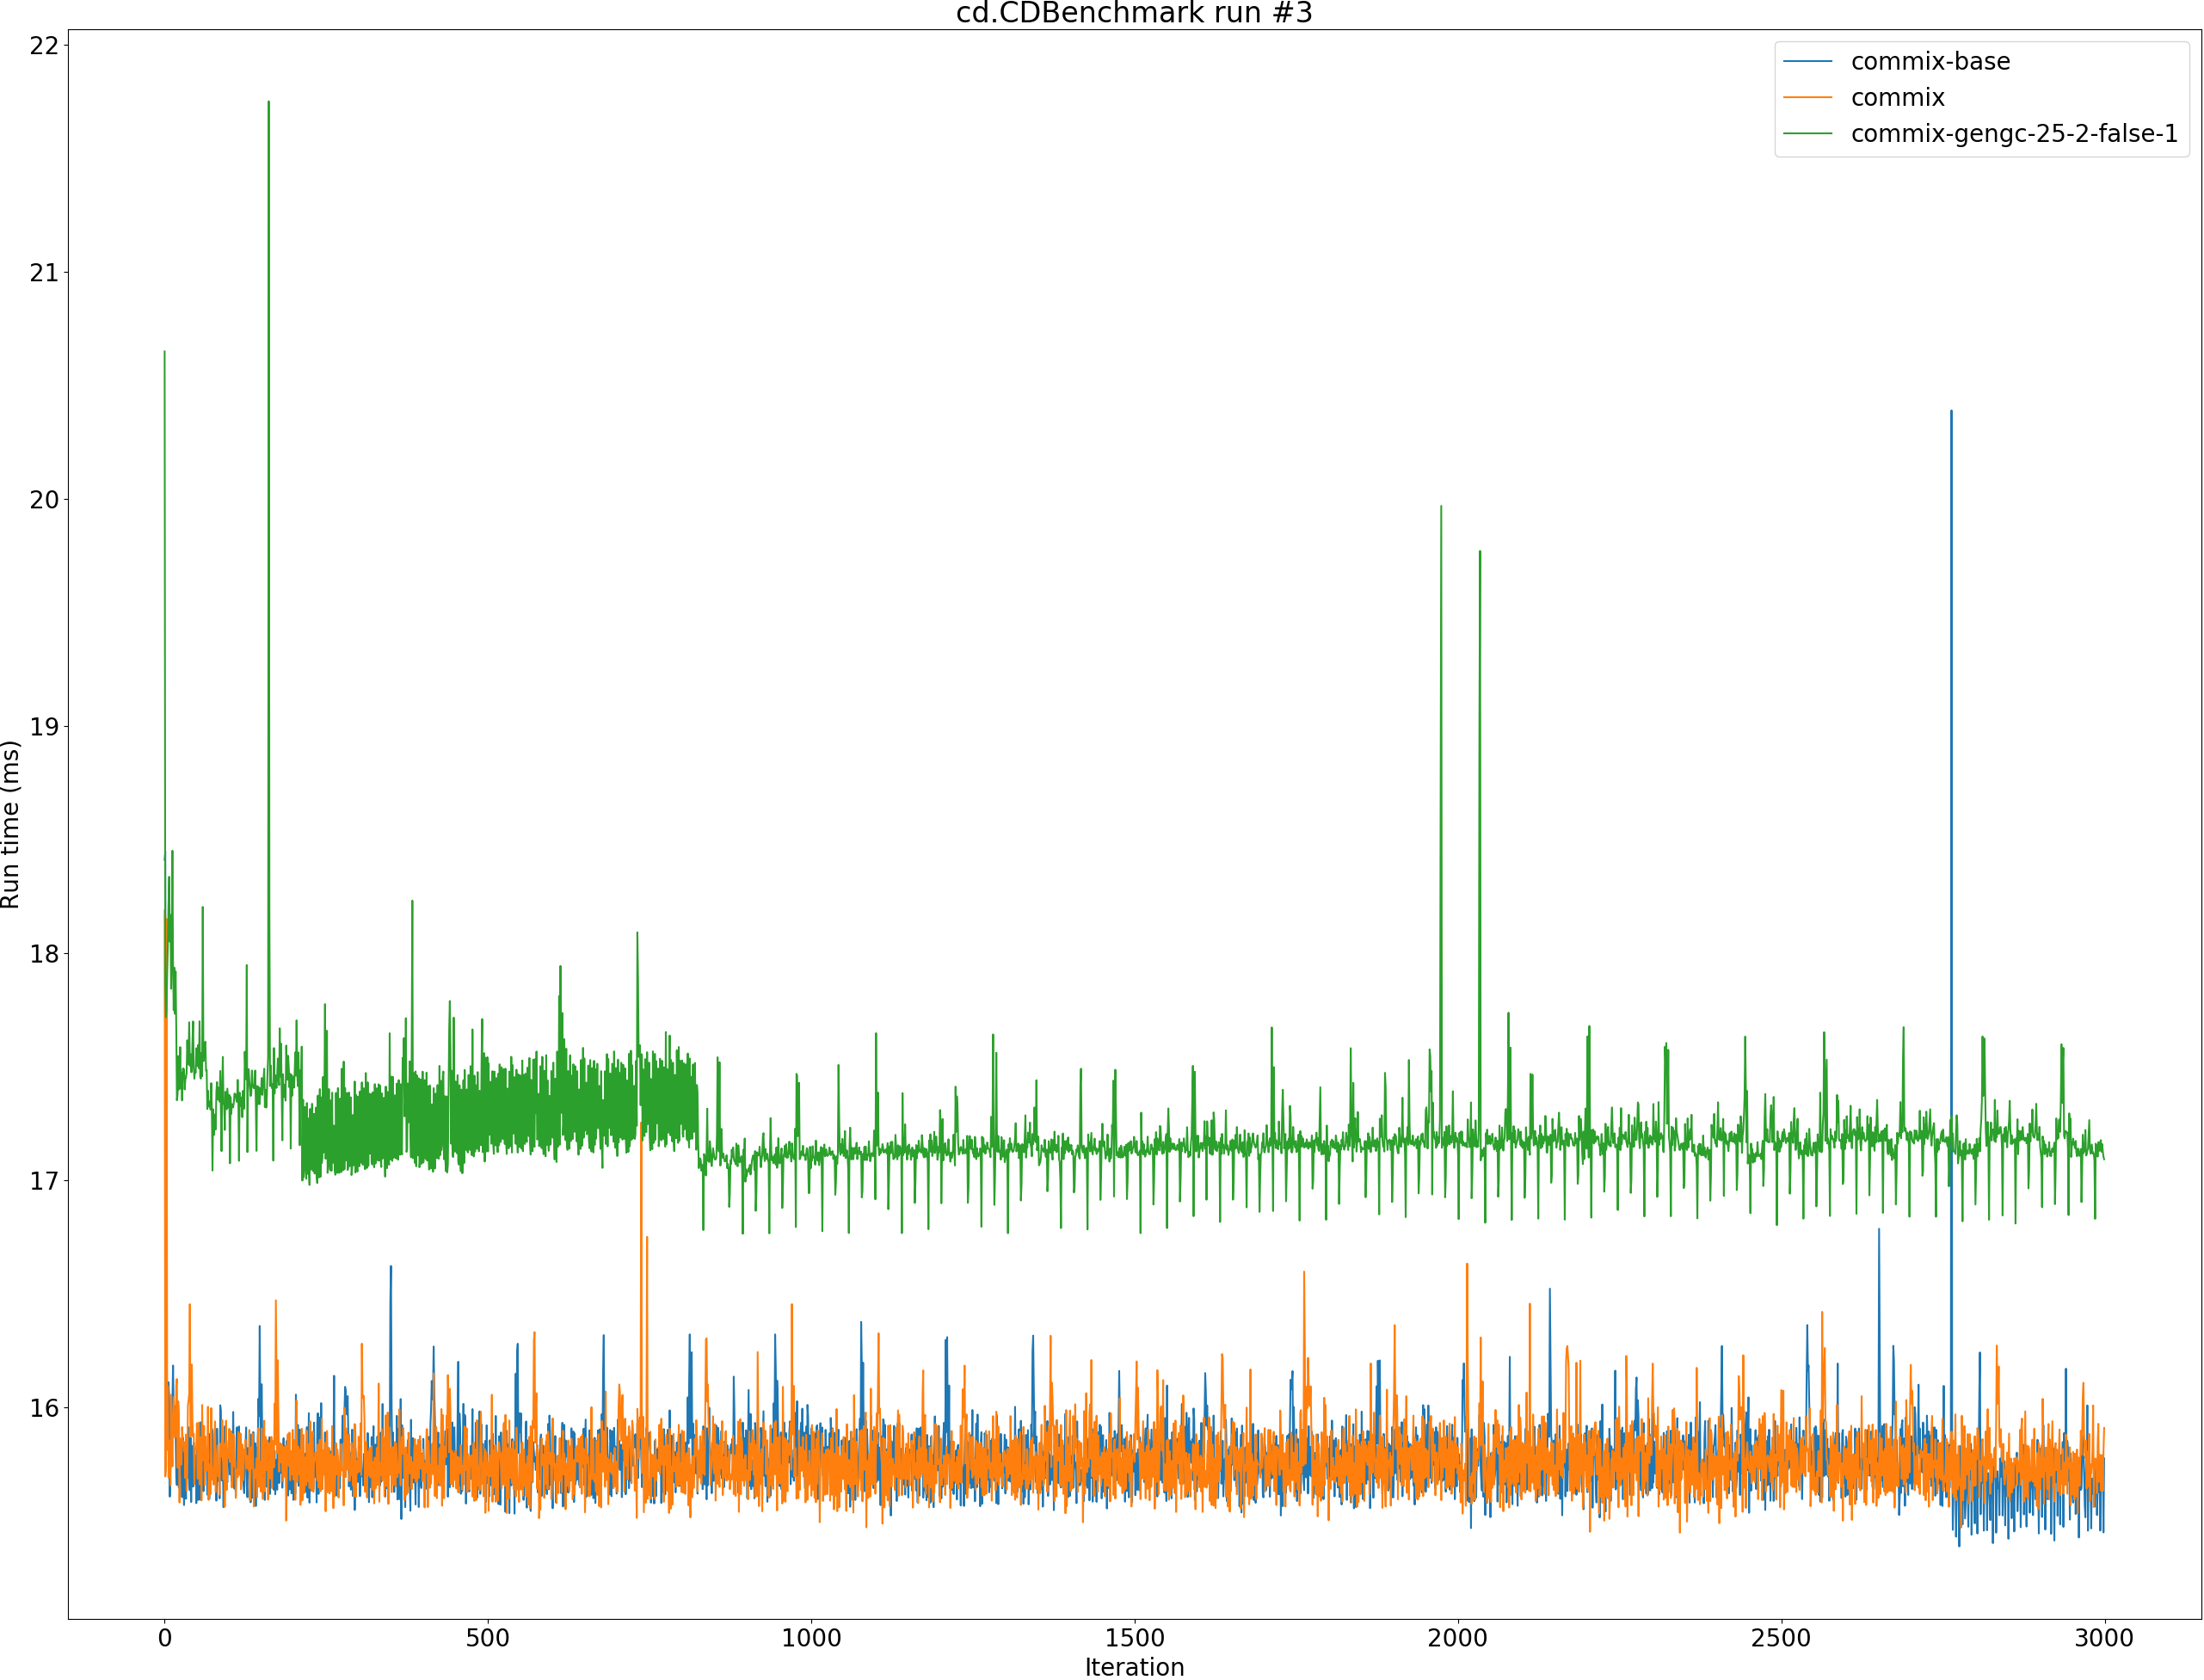 cd.CDBenchmark run #3
commix-base
commix
commix-gengc-25-2-false-1
Run time (ms)
22
21
20
19
18
17
16
0 500 1000 1500 2000 2500 3000
Iteration